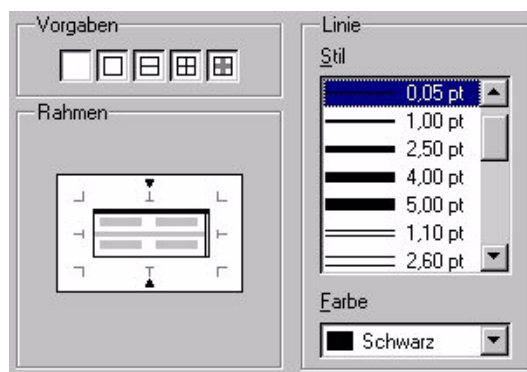 Vorgaben
Rahmen
Linie
Stil
0,05 pt
1,00 pt
2,50 pt
4,00 pt
5,00 pt
1,10 pt
2,60 pt
Farbe
Schwarz